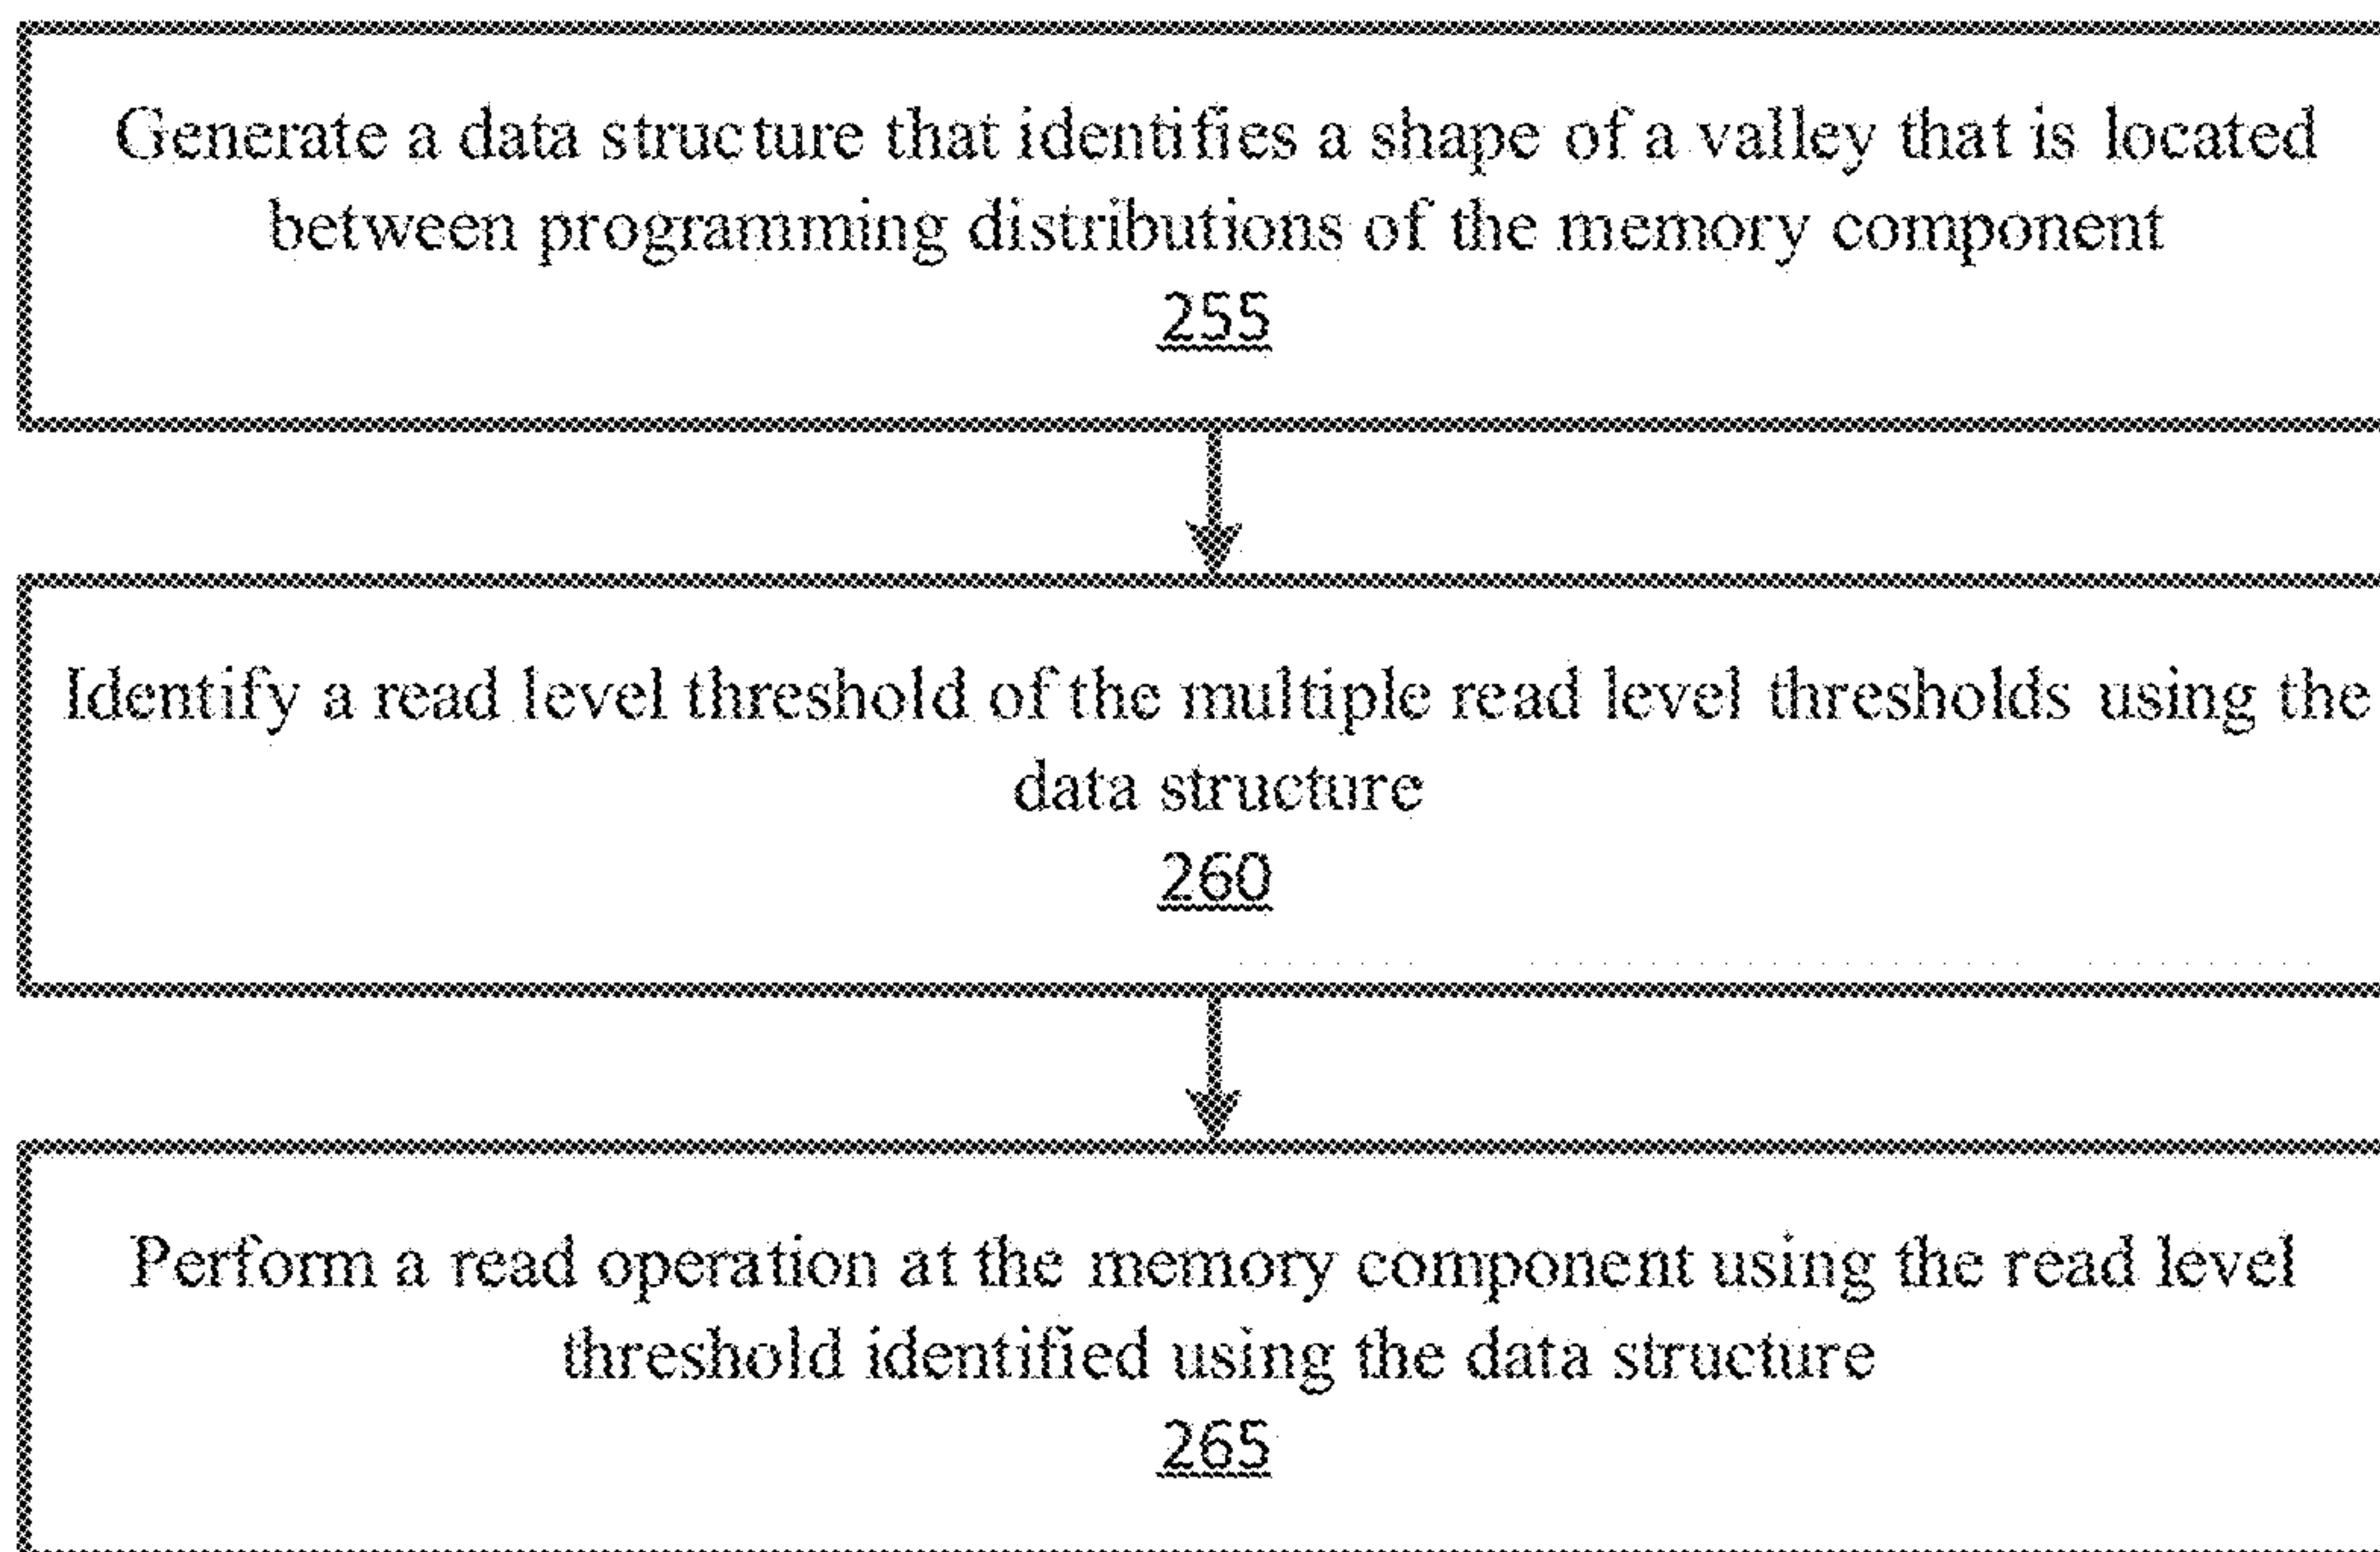 Generate a data structure that identifies a shape of a valley that is located
between programming distributions of the memory component
255
Identify a read level threshold of the multiple read level thresholds using the
data structure
260
Perform a read operation at the memory component using the read level
threshold identified using the data structure
265